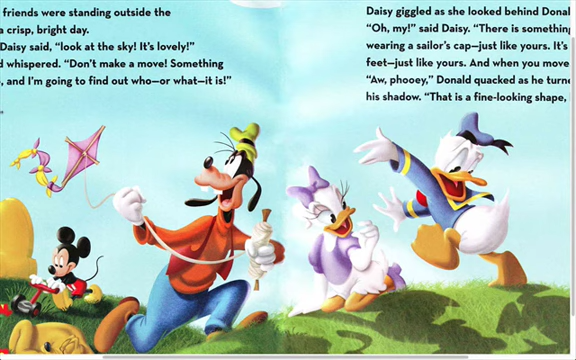 friends were standing outside the
a crisp, bright day.
Daisy said, “look at the sky! It’s lovely!”
whispered. “Don’t make a move! Something
, and I’m going to find out who—or what—it is!”
Daisy giggled as she looked behind Donal
“Oh, my!” said Daisy. “There is something
wearing a sailor’s cap—just like yours. It’s
feet—just like yours. And when you move
“Aw, phooey,” Donald quacked as he turne
his shadow. “That is a fine-looking shape,